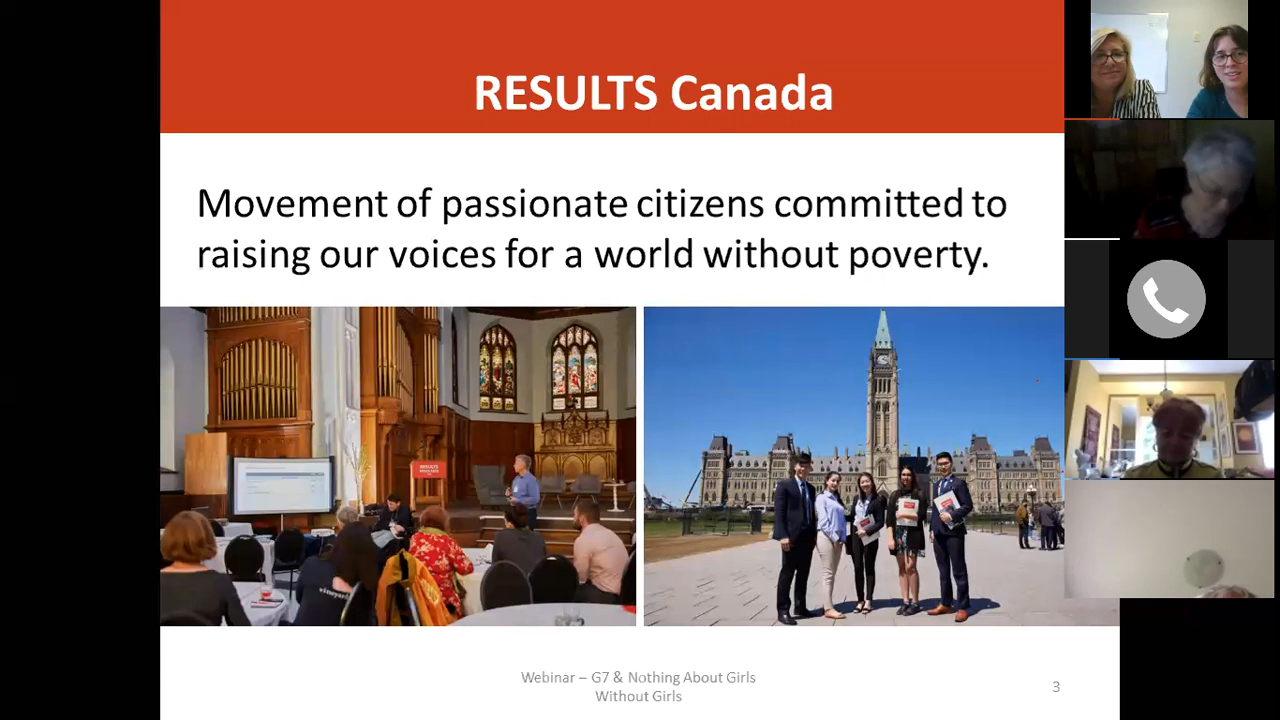 RESULTS Canada
Movement of passionate citizens committed to
raising our voices for a world without poverty.
RESULTS
vineyard
Webinar – G7 & Nothing About Girls
Without Girls
3